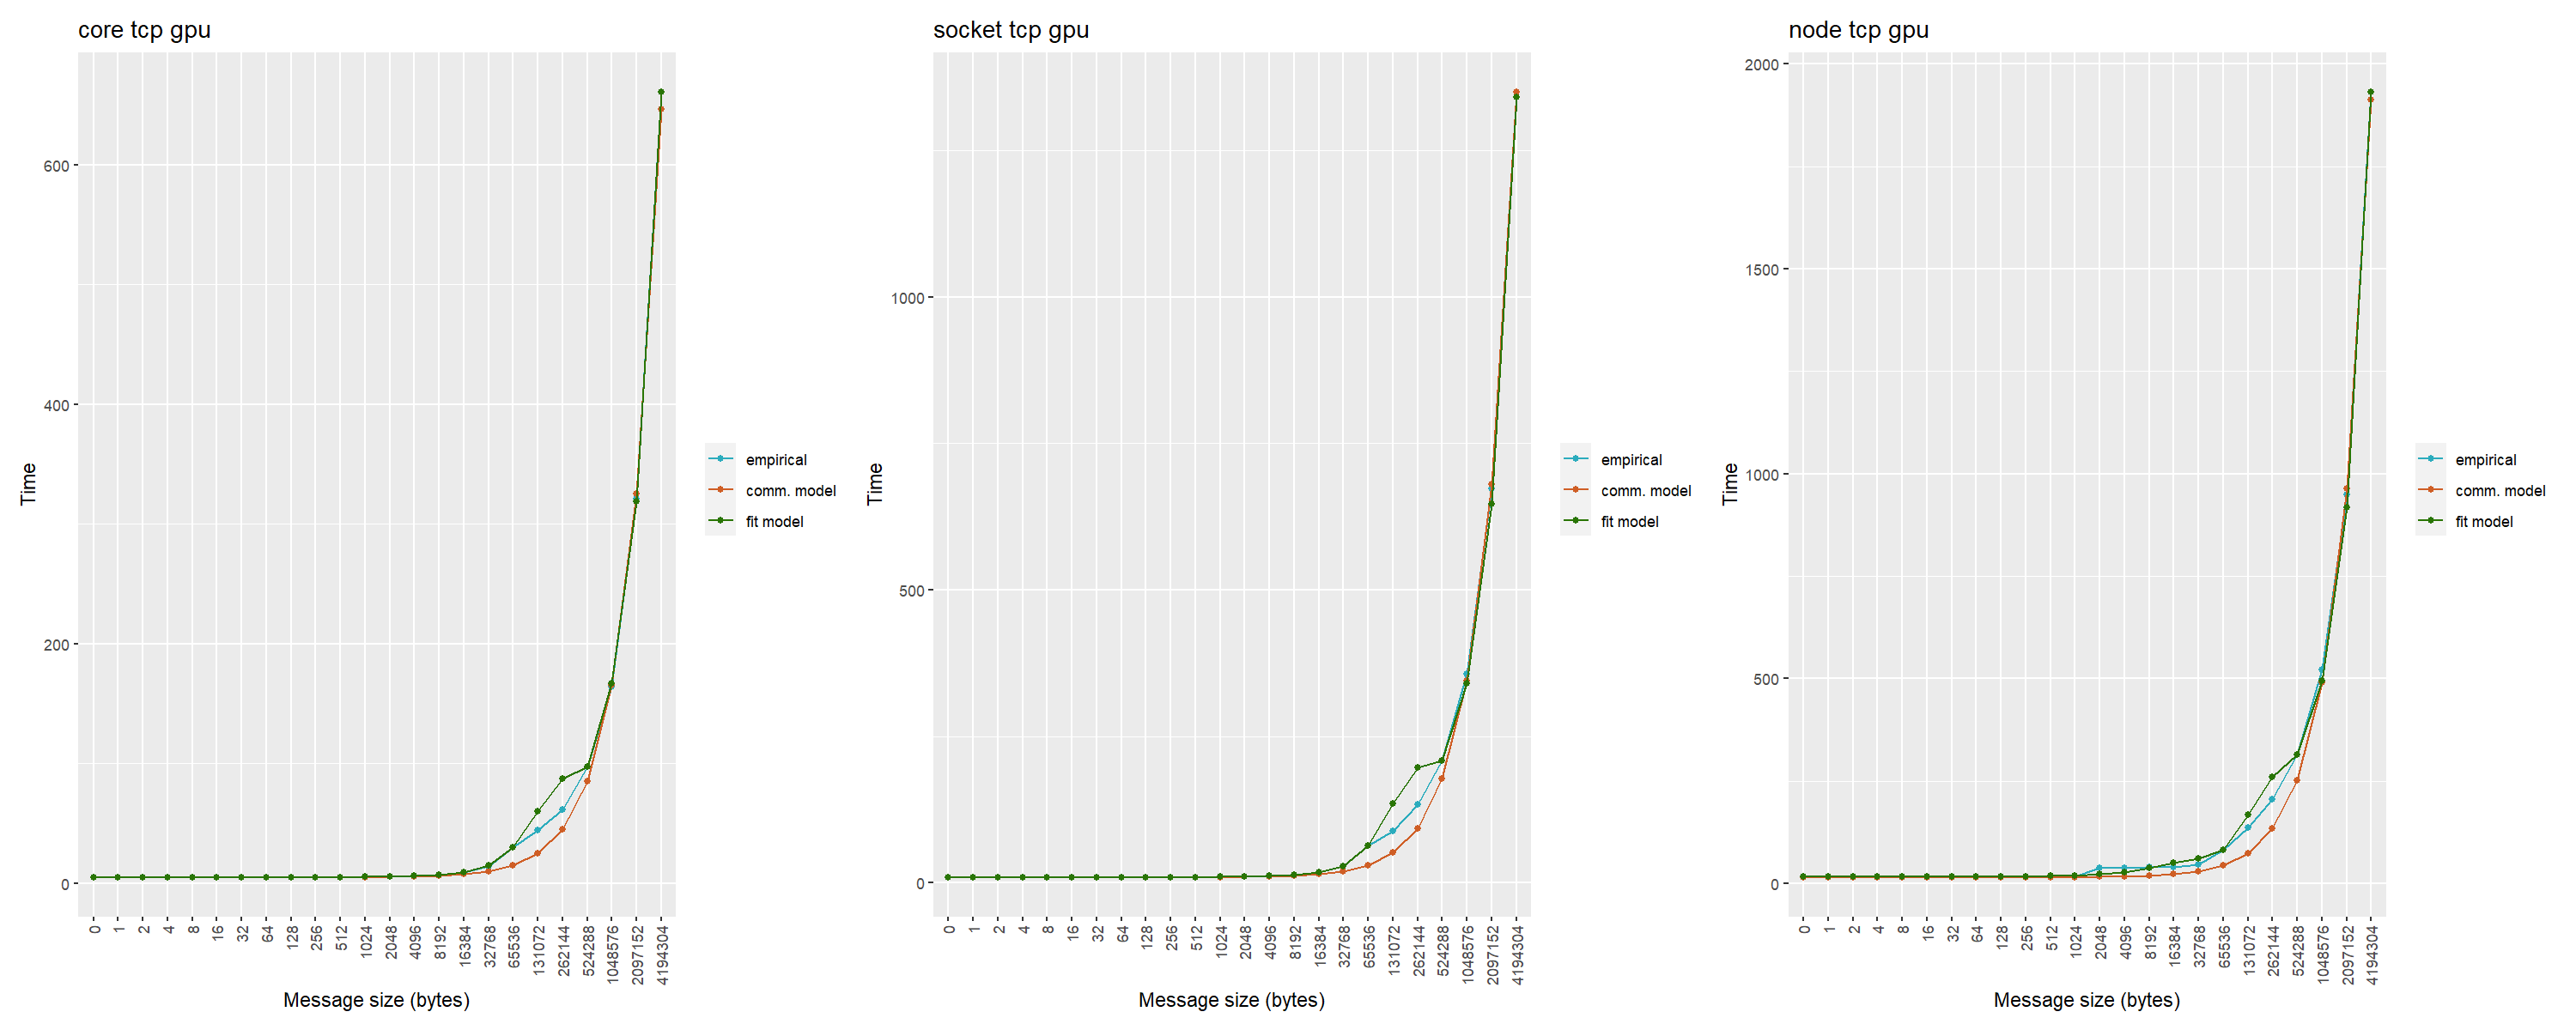 core tcp gpu
Time
600
400
200
0
0 1 2 4 8 16 32 64 128 256 512 1024 2048 4096 8192 16384 32768 65536 131072 262144 524288 1048576 2097152 4194304
Message size (bytes)
empirical
comm. model
fit model
socket tcp gpu
Time
1000
500
0
0 1 2 4 8 16 32 64 128 256 512 1024 2048 4096 8192 16384 32768 65536 131072 262144 524288 1048576 2097152 4194304
Message size (bytes)
empirical
comm. model
fit model
node tcp gpu
Time
2000
1500
1000
500
0
0 1 2 4 8 16 32 64 128 256 512 1024 2048 4096 8192 16384 32768 65536 131072 262144 524288 1048576 2097152 4194304
Message size (bytes)
empirical
comm. model
fit model